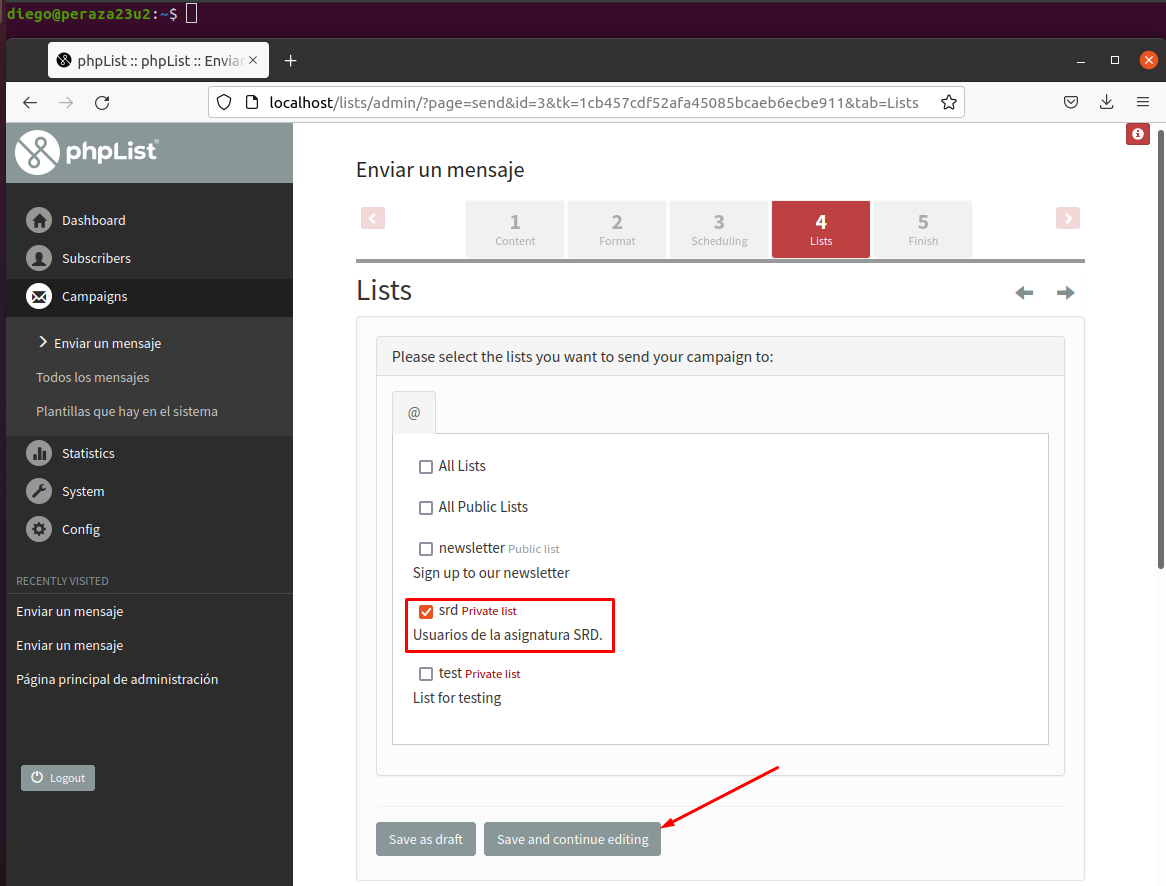 diego@peraza23u2:~$
phpList :: phpList :: Enviar
localhost/lists/admin/?page=send&id=3&tk=1cb457cdf52afa45085bcaeb6ecbe911&tab=Lists
phpList
Dashboard
Subscribers
Campaigns
Enviar un mensaje
Todos los mensajes
Plantillas que hay en el sistema
Statistics
System
Config
RECENTLY VISITED
Enviar un mensaje
Enviar un mensaje
Página principal de administración
Logout
Enviar un mensaje
1
Content
2
Format
3
Scheduling
4
Lists
5
Finish
Lists
Please select the lists you want to send your campaign to:
@
All Lists
All Public Lists
newsletter Public list
Sign up to our newsletter
srd Private list
Usuarios de la asignatura SRD.
test Private list
List for testing
Save as draft
Save and continue editing